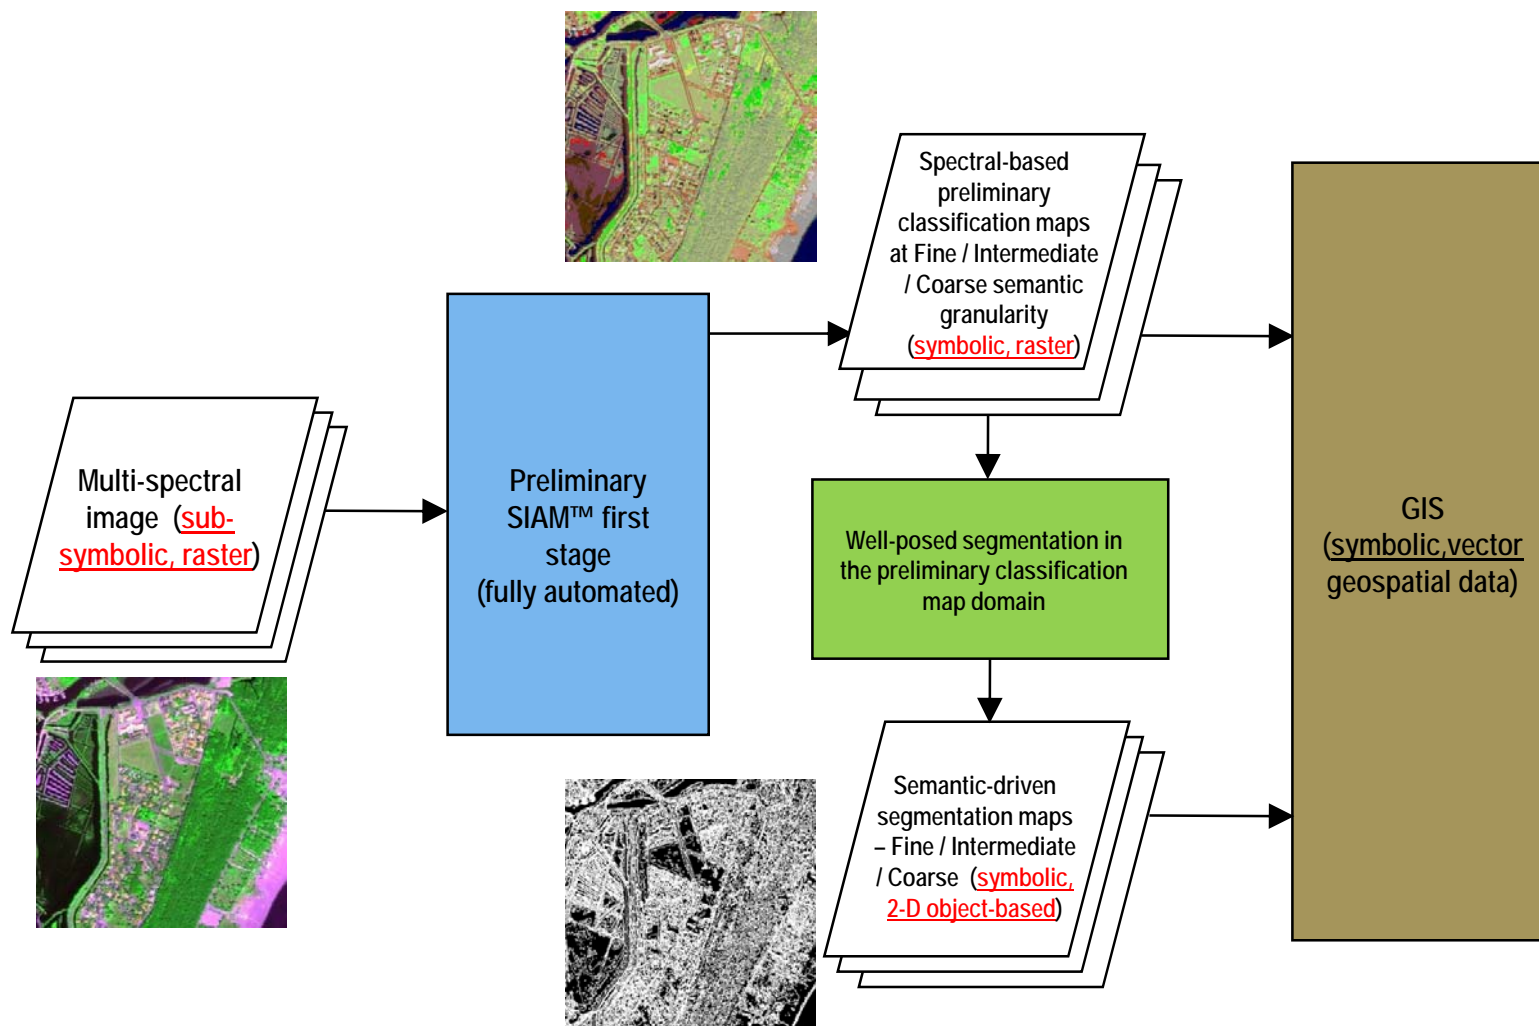 Multi-spectral
image (sub-
symbolic, raster)
Preliminary
SIAM™ first
stage
(fully automated)
Spectral-based
preliminary
classification maps
at Fine / Intermediate
/ Coarse semantic
granularity
(symbolic, raster)
Well-posed segmentation in
the preliminary classification
map domain
Semantic-driven
segmentation maps
– Fine / Intermediate
/ Coarse (symbolic,
2-D object-based)
GIS
(symbolic,vector
geospatial data)